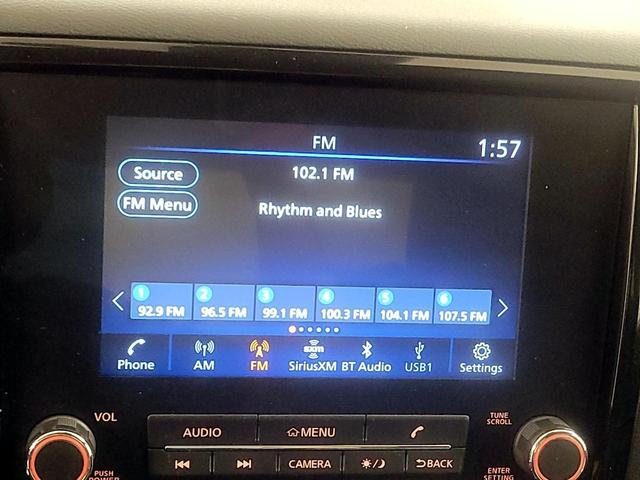 FM
1:57
Source
102.1 FM
FM Menu
Rhythm and Blues
1 2 3 4 5 6
92.9 FM 96.5 FM 99.1 FM 100.3 FM 104.1 FM 107.5 FM
sxm
Phone AM FM SiriusXM BT Audio USB1 Settings
VOL
AUDIO MENU
TUNE
SCROLL
CAMERA BACK
PUSH
POWER
ENTER
SETTING